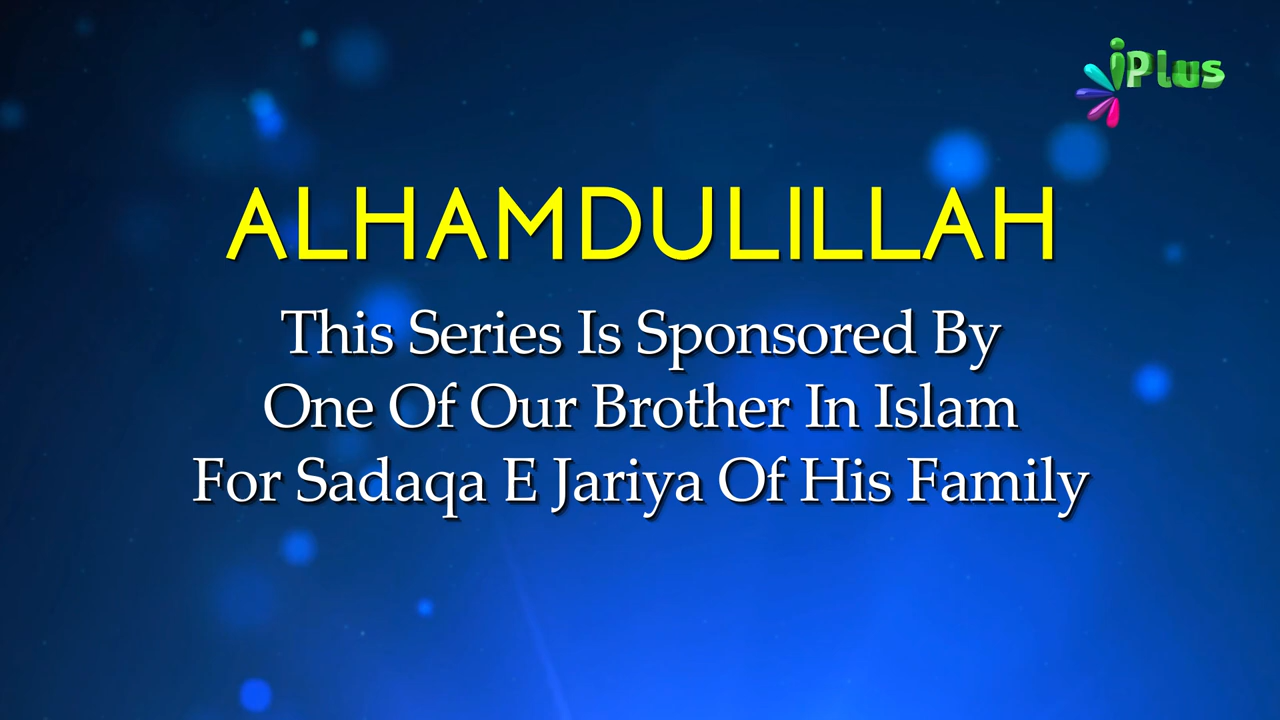 iPlus
ALHAMDULILLAH
This Series Is Sponsored By
One Of Our Brother In Islam
For Sadaqa E Jariya Of His Family